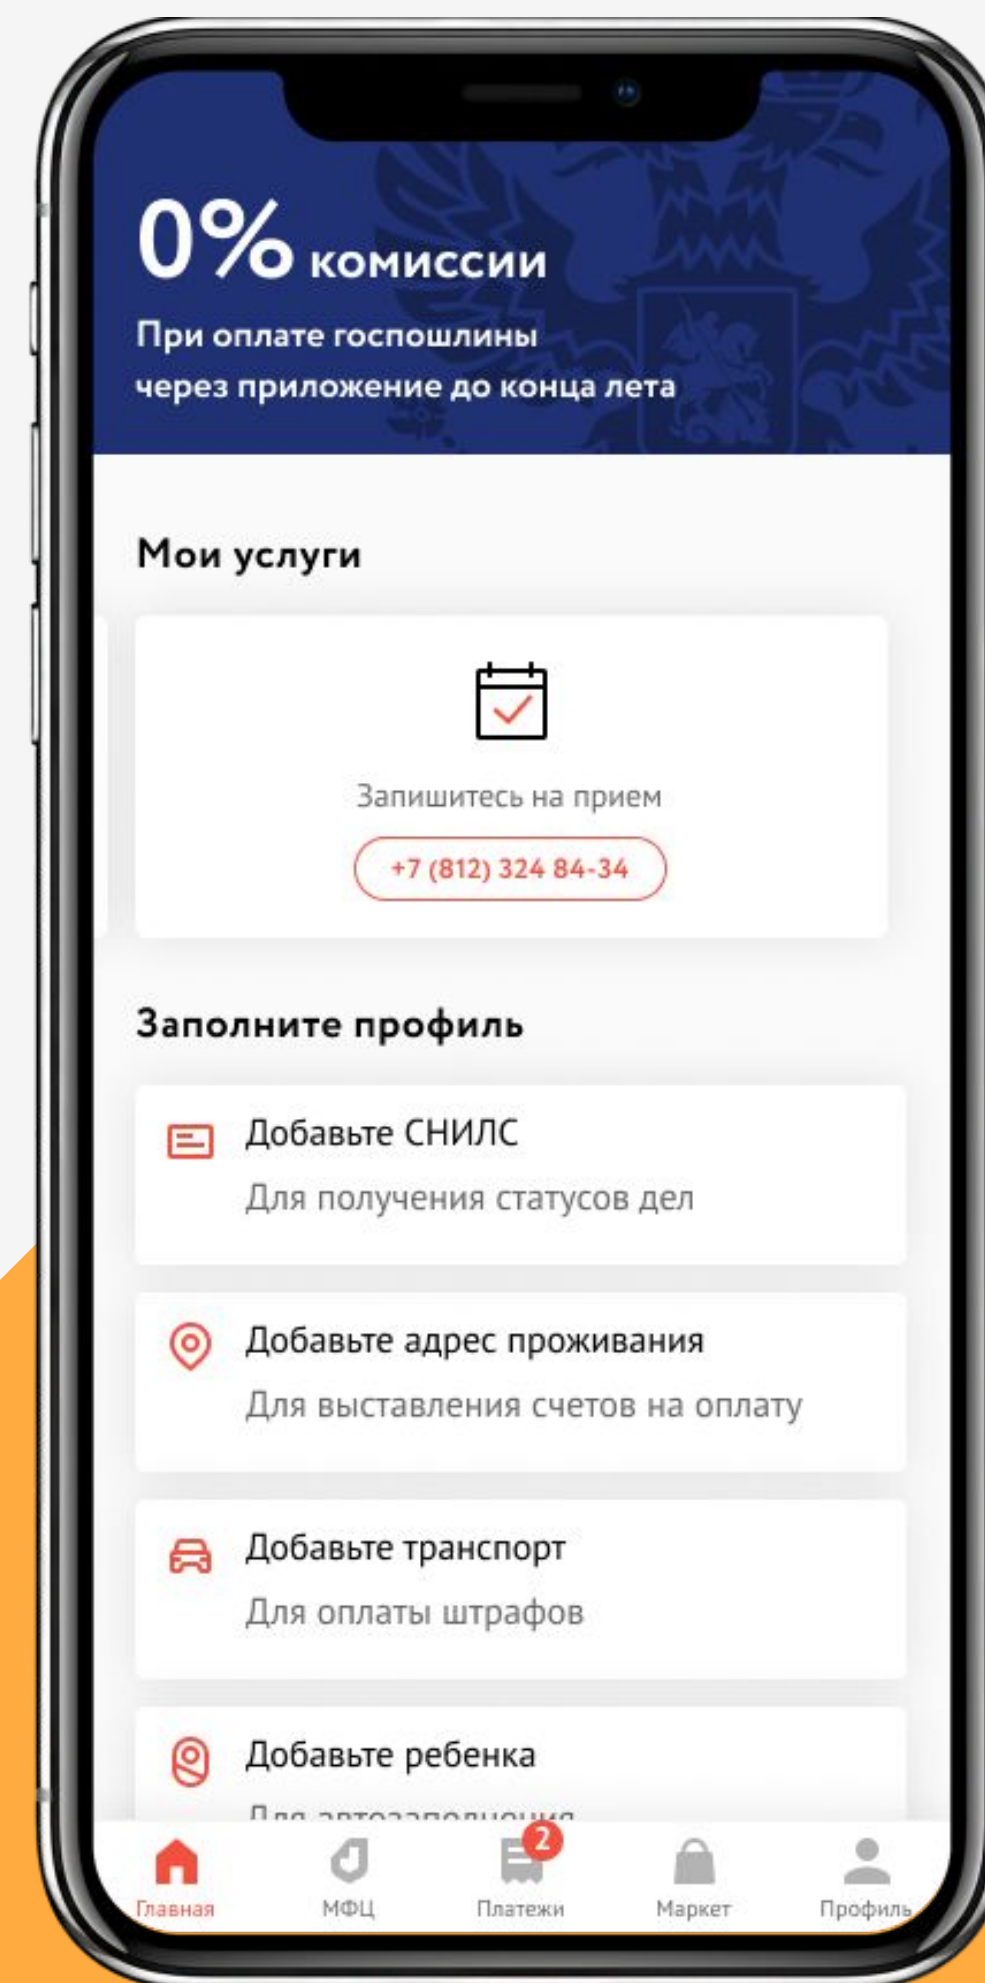 0% комиссии
При оплате госпошлины
через приложение до конца лета
Мои услуги
Запишитесь на прием
+7 (812) 324 84-34
Заполните профиль
Добавьте СНИЛС
Для получения статусов дел
Добавьте адрес проживания
Для выставления счетов на оплату
Добавьте транспорт
Для оплаты штрафов
Добавьте ребенка
Для автозаполнения
2
Главная МФЦ Платежи Маркет Профиль